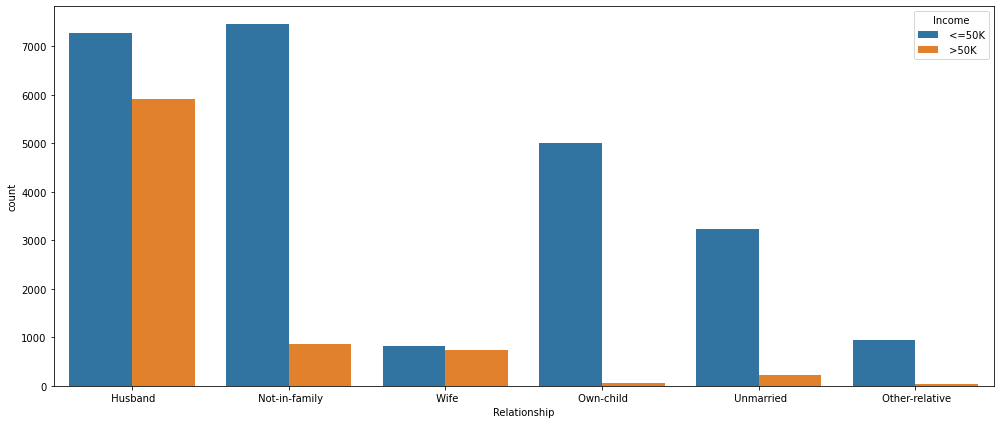 Income
<=50K
>50K
7000
6000
5000
4000
3000
2000
1000
0
count
Husband Not-in-family Wife Own-child Unmarried Other-relative
Relationship